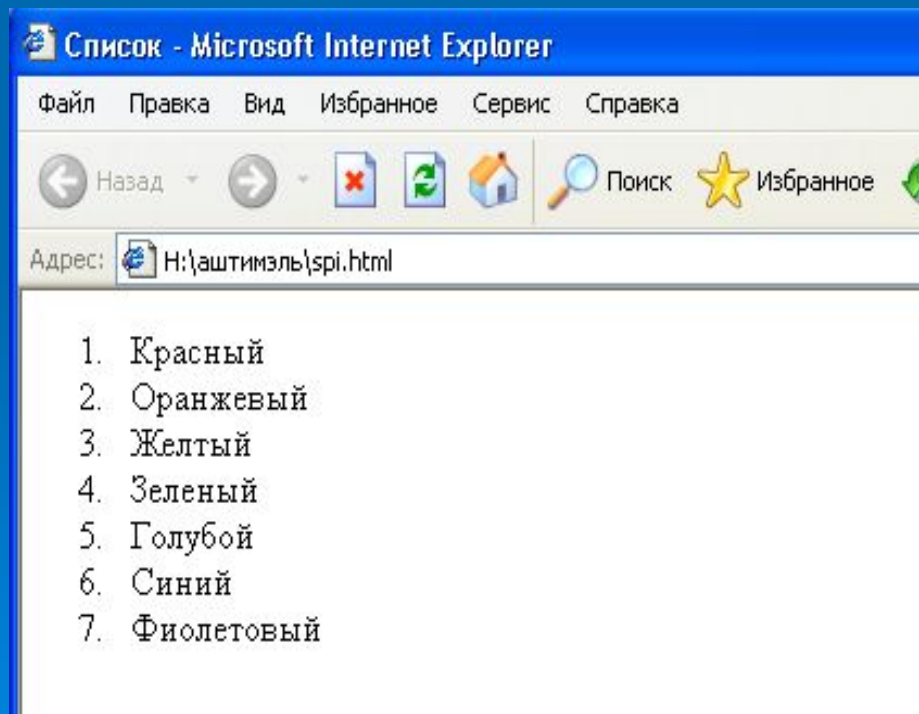 Список - Microsoft Internet Explorer
Файл Правка Вид Избранное Сервис Справка
Назад Поиск Избранное
Адрес: H:\аштимэль\spi.html
1. Красный
2. Оранжевый
3. Желтый
4. Зеленый
5. Голубой
6. Синий
7. Фиолетовый